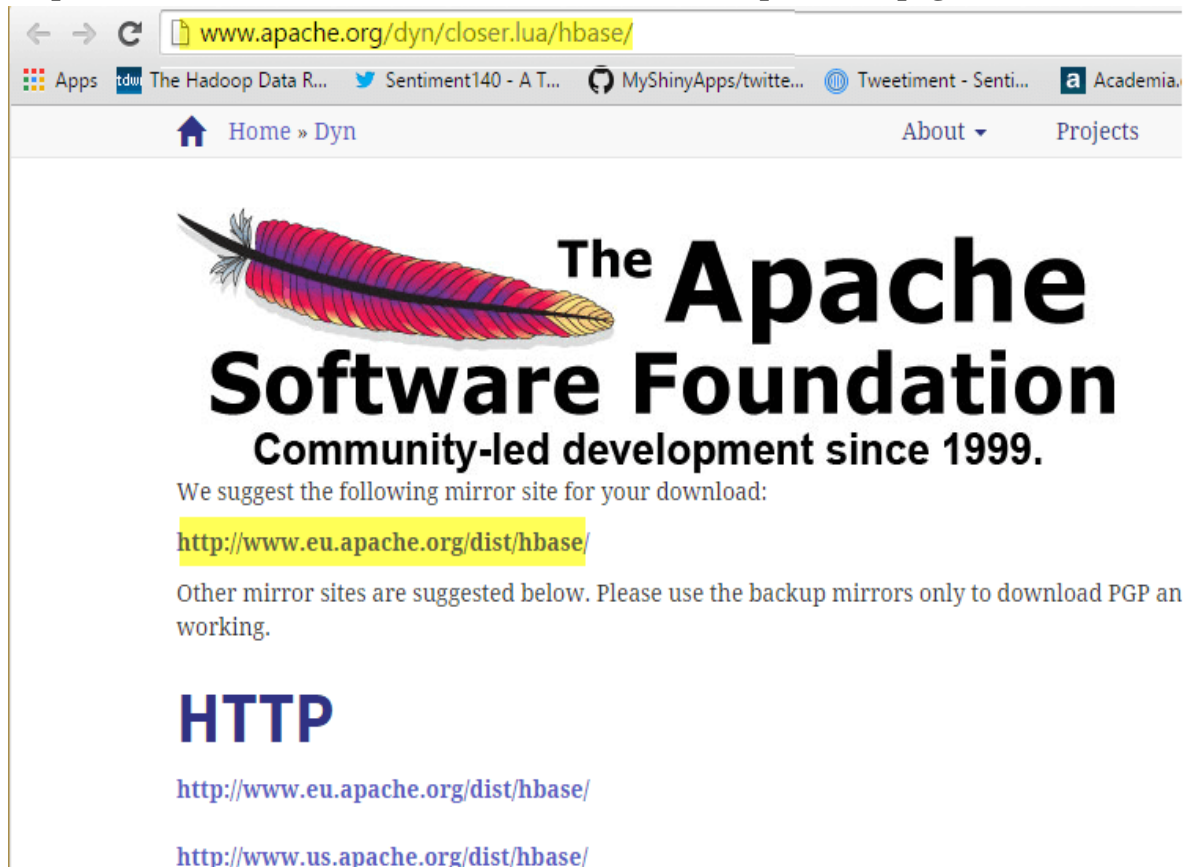 www.apache.org/dyn/closer.lua/hbase/
Apps tdwi The Hadoop Data R... Sentiment140 - A T... MyShinyApps/twitte... Tweetiment - Senti... a Academia.
Home » Dyn About Projects
The Apache
Software Foundation
Community-led development since 1999.
We suggest the following mirror site for your download:
http://www.eu.apache.org/dist/hbase/
Other mirror sites are suggested below. Please use the backup mirrors only to download PGP an
working.
HTTP
http://www.eu.apache.org/dist/hbase/
http://www.us.apache.org/dist/hbase/